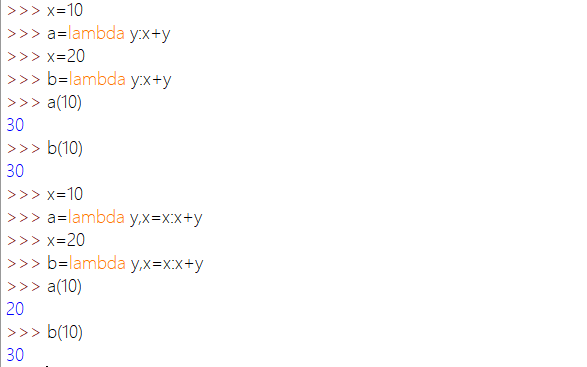 >>> x=10
>>> a=lambda y:x+y
>>> x=20
>>> b=lambda y:x+y
>>> a(10)
30
>>> b(10)
30
>>> x=10
>>> a=lambda y,x=x:x+y
>>> x=20
>>> b=lambda y,x=x:x+y
>>> a(10)
20
>>> b(10)
30